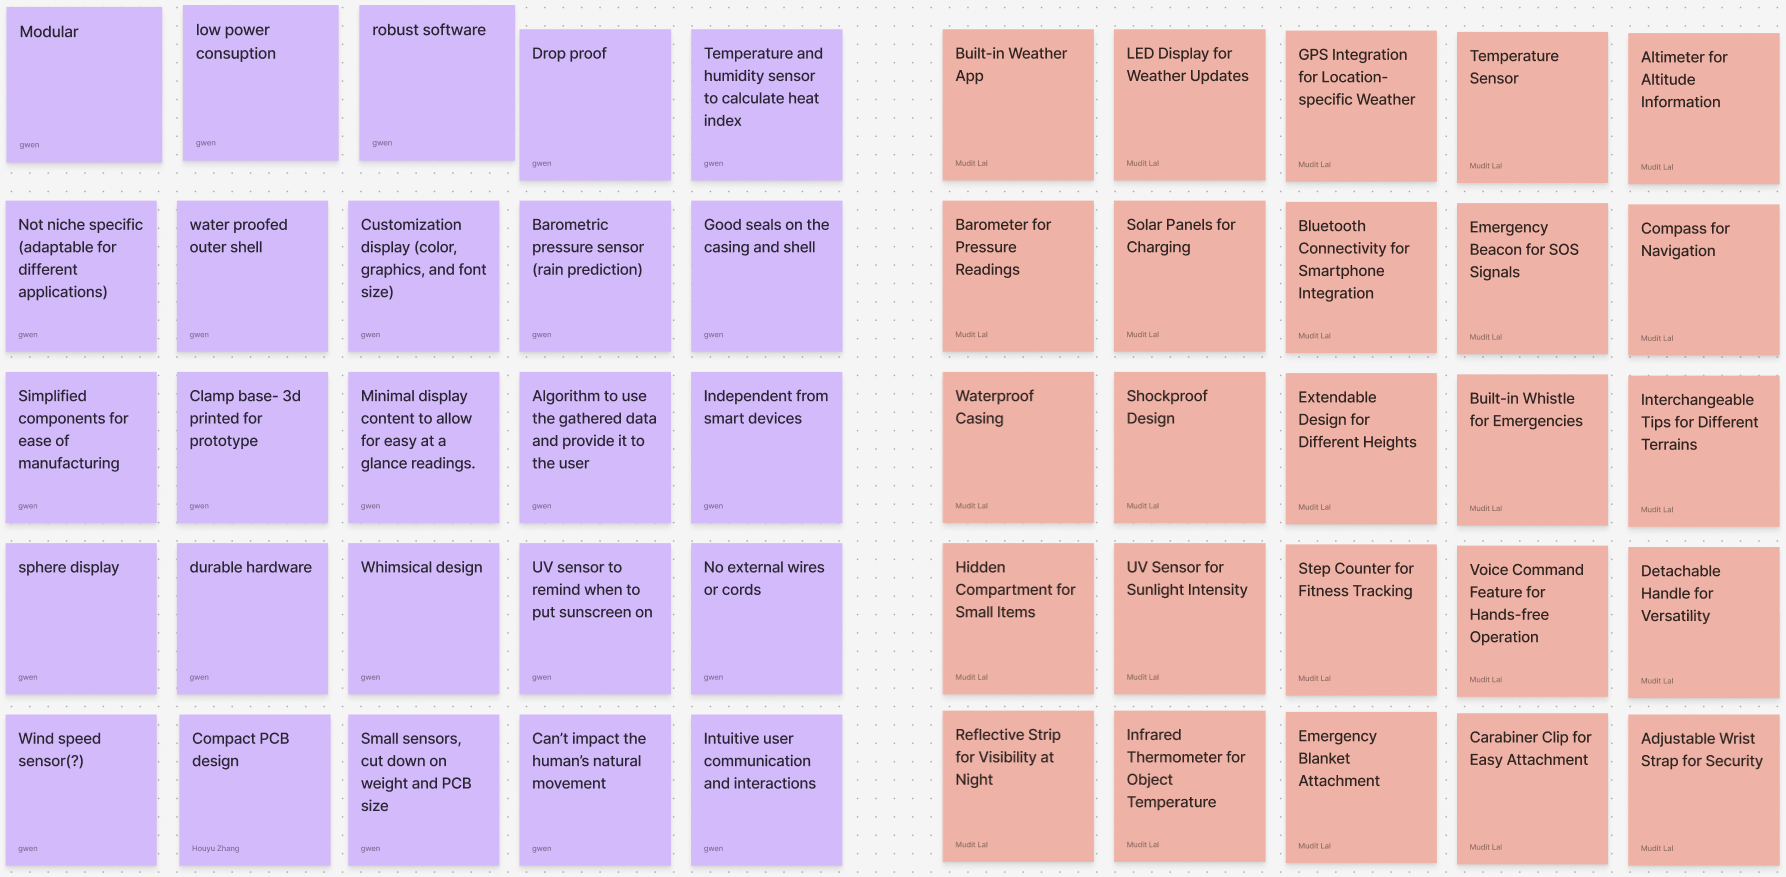 Modular
gwen
low power
consuption
gwen
robust software
gwen
Drop proof
gwen
Temperature and
humidity sensor
to calculate heat
index
gwen
Not niche specific
(adaptable for
different
applications)
gwen
water proofed
outer shell
gwen
Customization
display (color,
graphics, and font
size)
gwen
Barometric
pressure sensor
(rain prediction)
gwen
Good seals on the
casing and shell
gwen
Simplified
components for
ease of
manufacturing
gwen
Clamp base- 3d
printed for
prototype
gwen
Minimal display
content to allow
for easy at a
glance readings.
gwen
Algorithm to use
the gathered data
and provide it to
the user
gwen
Independent from
smart devices
gwen
sphere display
gwen
durable hardware
gwen
Whimsical design
gwen
UV sensor to
remind when to
put sunscreen on
gwen
No external wires
or cords
gwen
Wind speed
sensor(?)
gwen
Compact PCB
design
Houyu Zhang
Small sensors,
cut down on
weight and PCB
size
gwen
Can't impact the
human's natural
movement
gwen
Intuitive user
communication
and interactions
gwen
Built-in Weather
App
Mudit Lal
LED Display for
Weather Updates
Mudit Lal
GPS Integration
for Location-
specific Weather
Mudit Lal
Temperature
Sensor
Mudit Lal
Altimeter for
Altitude
Information
Mudit Lal
Barometer for
Pressure
Readings
Mudit Lal
Solar Panels for
Charging
Mudit Lal
Bluetooth
Connectivity for
Smartphone
Integration
Mudit Lal
Emergency
Beacon for SOS
Signals
Mudit Lal
Compass for
Navigation
Mudit Lal
Waterproof
Casing
Mudit Lal
Shockproof
Design
Mudit Lal
Extendable
Design for
Different Heights
Mudit Lal
Built-in Whistle
for Emergencies
Mudit Lal
Interchangeable
Tips for Different
Terrains
Mudit Lal
Hidden
Compartment for
Small Items
Mudit Lal
UV Sensor for
Sunlight Intensity
Mudit Lal
Step Counter for
Fitness Tracking
Mudit Lal
Voice Command
Feature for
Hands-free
Operation
Mudit Lal
Detachable
Handle for
Versatility
Mudit Lal
Reflective Strip
for Visibility at
Night
Mudit Lal
Infrared
Thermometer for
Object
Temperature
Mudit Lal
Emergency
Blanket
Attachment
Mudit Lal
Carabiner Clip for
Easy Attachment
Mudit Lal
Adjustable Wrist
Strap for Security
Mudit Lal